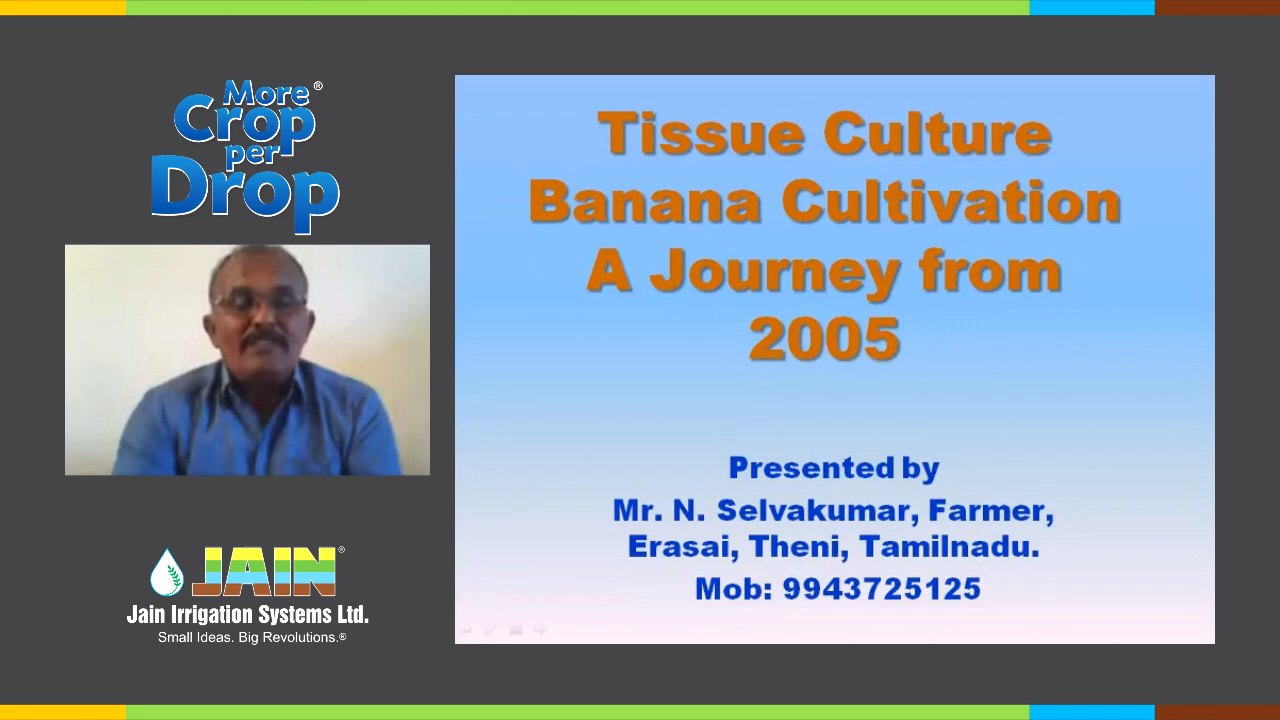 More®
Crop
per
Drop
Tissue Culture
Banana Cultivation
A Journey from
2005
Presented by
Mr. N. Selvakumar, Farmer,
Erasai, Theni, Tamilnadu.
Mob: 9943725125
JAIN®
Jain Irrigation Systems Ltd.
Small Ideas. Big Revolutions.®